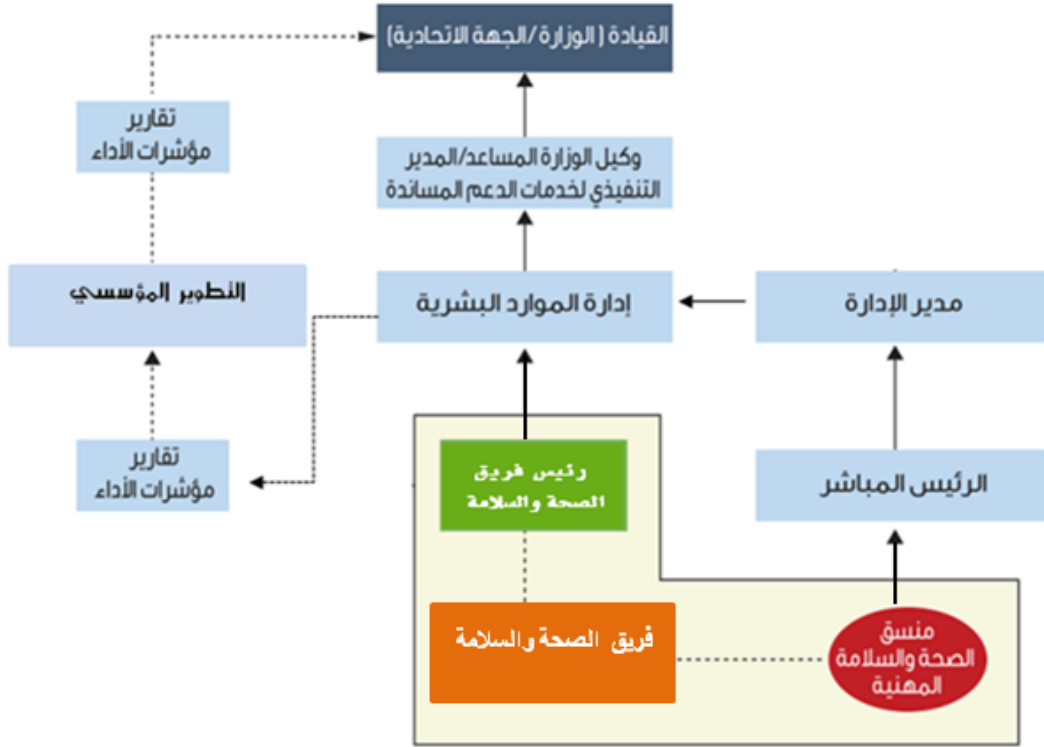 القيادة (الوزارة/الجهة الاتحادية)
تقارير
مؤشرات الأداء
وكيل الوزارة المساعد/المدير
التنفيذي لخدمات الدعم المساندة
مدير الإدارة
إدارة الموارد البشرية
التطوير المؤسسي
الرئيس المباشر
رئيس فريق
الصحة والسلامة
تقارير
مؤشرات الأداء
منسق
الصحة والسلامة
المهنية
فريق الصحة والسلامة